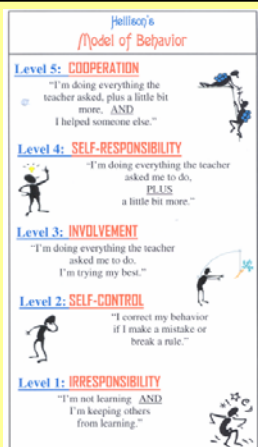 Hellison's
Model of Behavior
Level 5: COOPERATION
"I'm doing everything the
teacher asked, plus a little bit
more, AND
I helped someone else."
Level 4: SELF-RESPONSIBILITY
"I'm doing everything the teacher
asked me to do,
PLUS
a little bit more."
Level 3: INVOLVEMENT
"I'm doing everything the teacher
asked me to do.
I'm trying my best."
Level 2: SELF-CONTROL
"I correct my behavior
if I make a mistake or
break a rule."
Level 1: IRRESPONSIBILITY
"I'm not learning AND
I'm keeping others
from learning."